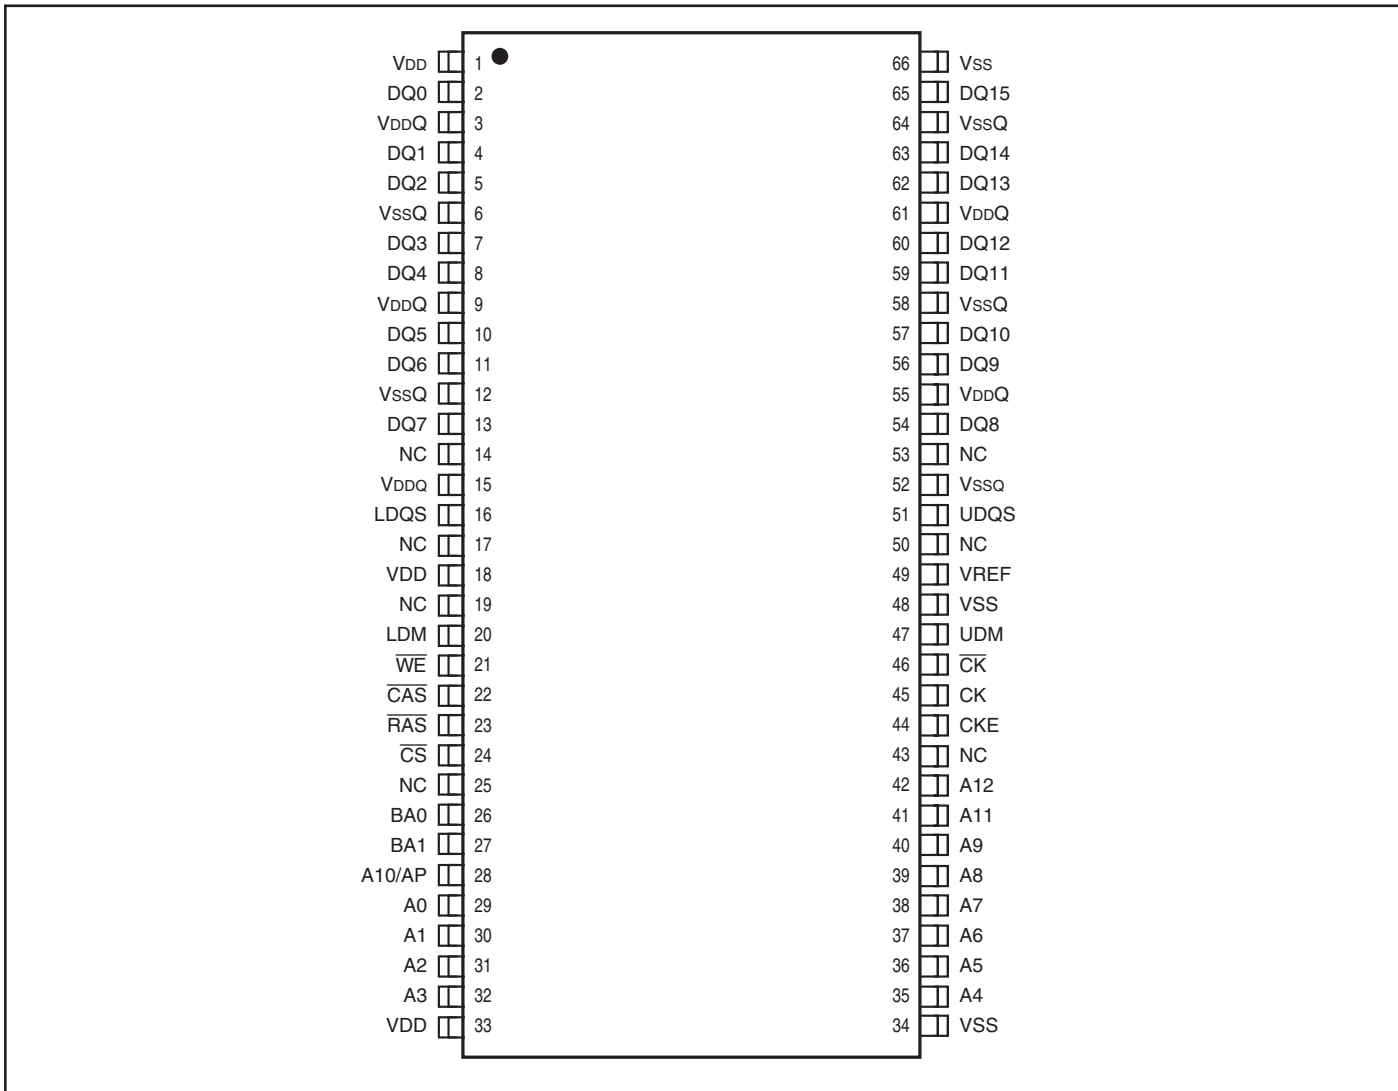 VDD 1 66 VSS
DQ0 2 65 DQ15
VDDQ 3 64 VSSQ
DQ1 4 63 DQ14
DQ2 5 62 DQ13
VSSQ 6 61 VDDQ
DQ3 7 60 DQ12
DQ4 8 59 DQ11
VDDQ 9 58 VSSQ
DQ5 10 57 DQ10
DQ6 11 56 DQ9
VSSQ 12 55 VDDQ
DQ7 13 54 DQ8
NC 14 53 NC
VDDQ 15 52 VSSQ
LDQS 16 51 UDQS
NC 17 50 NC
VDD 18 49 VREF
NC 19 48 VSS
LDM 20 47 UDM
W̅E̅ 21 46 C̅K̅
C̅A̅S̅ 22 45 CK
R̅A̅S̅ 23 44 CKE
C̅S̅ 24 43 NC
NC 25 42 A12
BA0 26 41 A11
BA1 27 40 A9
A10/AP 28 39 A8
A0 29 38 A7
A1 30 37 A6
A2 31 36 A5
A3 32 35 A4
VDD 33 34 VSS